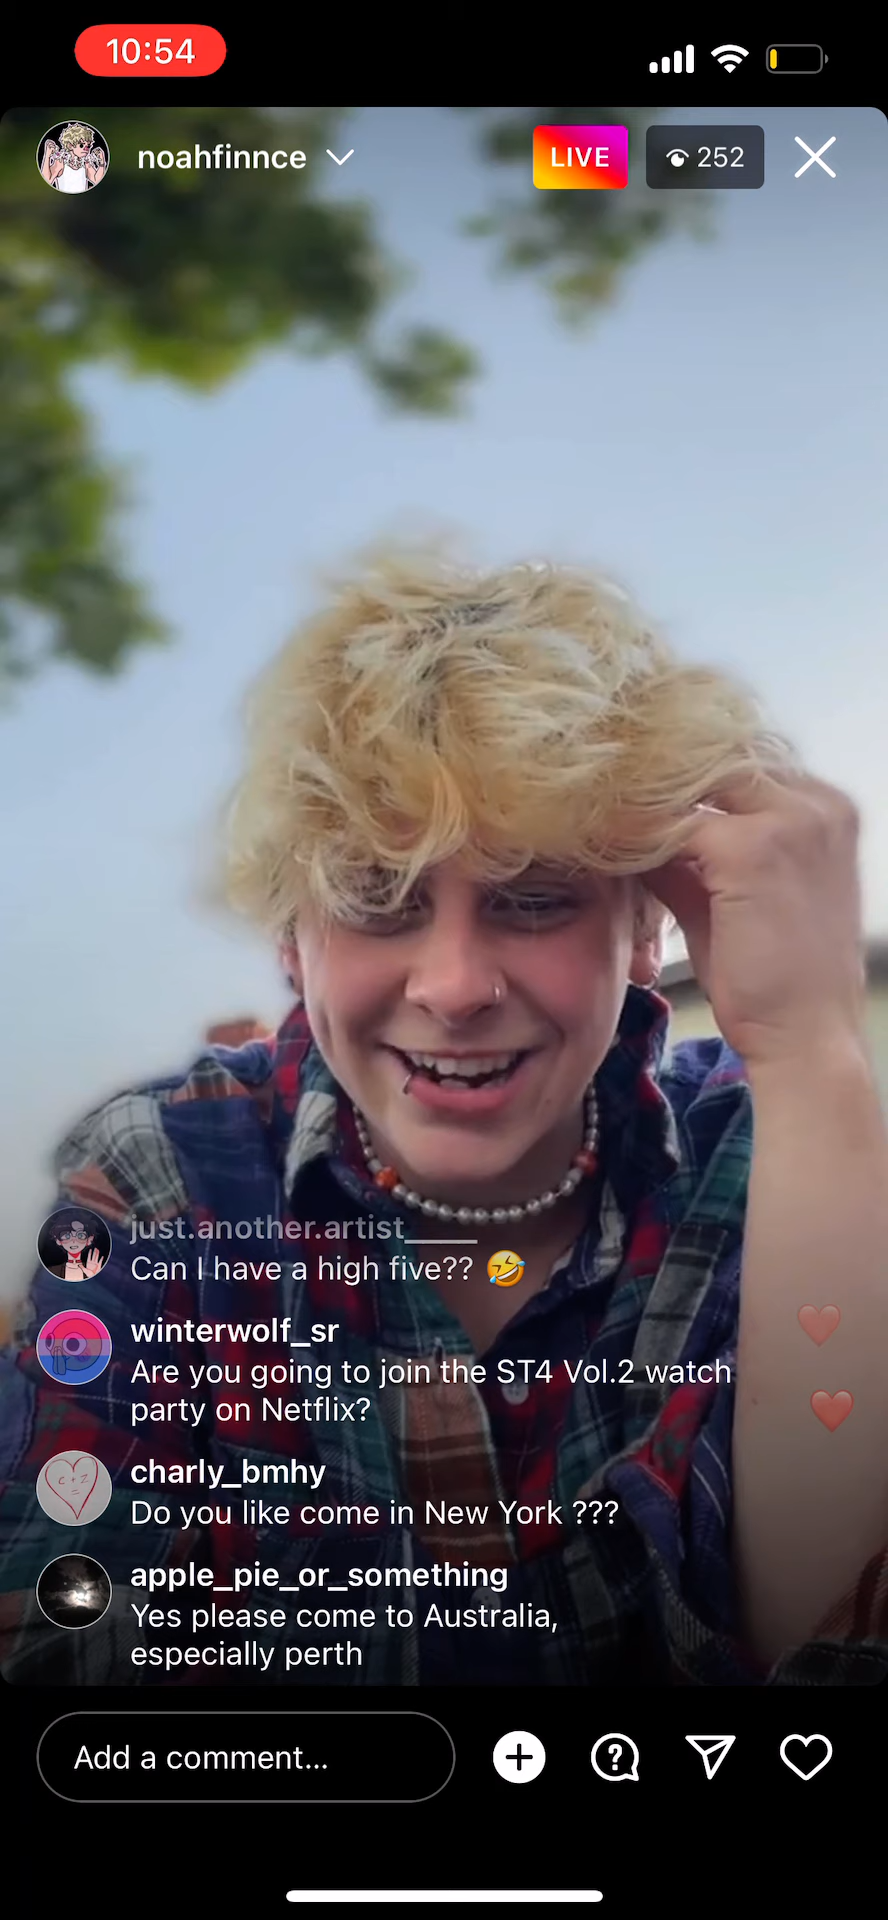 10:54
noahfinnce
LIVE
252
just.another.artist_____
Can I have a high five?? 🤣
winterwolf_sr
Are you going to join the ST4 Vol.2 watch
party on Netflix?
charly_bmhy
Do you like come in New York ???
apple_pie_or_something
Yes please come to Australia,
especially perth
Add a comment...